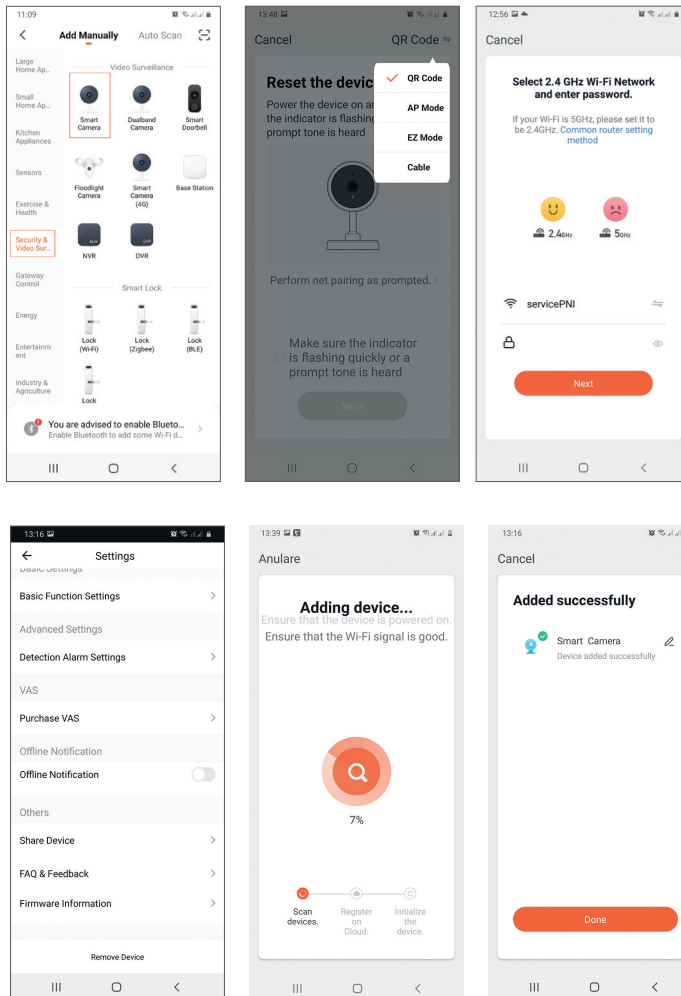 11:09
Add Manually Auto Scan
Large
Home Ap...
Small
Home Ap...
Kitchen
Appliances
Sensors
Exercise &
Health
Security &
Video Sur...
Gateway
Control
Energy
Entertainm
ent
Industry &
Agriculture
Video Surveillance
Smart
Camera
Dualband
Camera
Smart
Doorbell
Floodlight
Camera
Smart
Camera
(4G)
Base Station
NVR
NVR
DVR
DVR
Smart Lock
Lock
(Wi-Fi)
Lock
(Zigbee)
Lock
(BLE)
Lock
You are advised to enable Blueto...
Enable Bluetooth to add some Wi-Fi d...
13:48
Cancel QR Code
Reset the devic
Power the device on an
the indicator is flashing
prompt tone is heard
QR Code
AP Mode
EZ Mode
Cable
Perform net pairing as prompted.
Make sure the indicator
is flashing quickly or a
prompt tone is heard
Next
12:56
Cancel
Select 2.4 GHz Wi-Fi Network
and enter password.
If your Wi-Fi is 5GHz, please set it to
be 2.4GHz. Common router setting
method
2.4GHz 5GHz
servicePNI
Next
13:16
Settings
Basic Settings
Basic Function Settings
Advanced Settings
Detection Alarm Settings
VAS
Purchase VAS
Offline Notification
Offline Notification
Others
Share Device
FAQ & Feedback
Firmware Information
Remove Device
13:39
Anulare
Adding device...
Ensure that the device is powered on.
Ensure that the Wi-Fi signal is good.
7%
Scan
devices.
Register
on
Cloud.
Initialize
the
device.
13:16
Cancel
Added successfully
Smart Camera
Device added successfully
Done